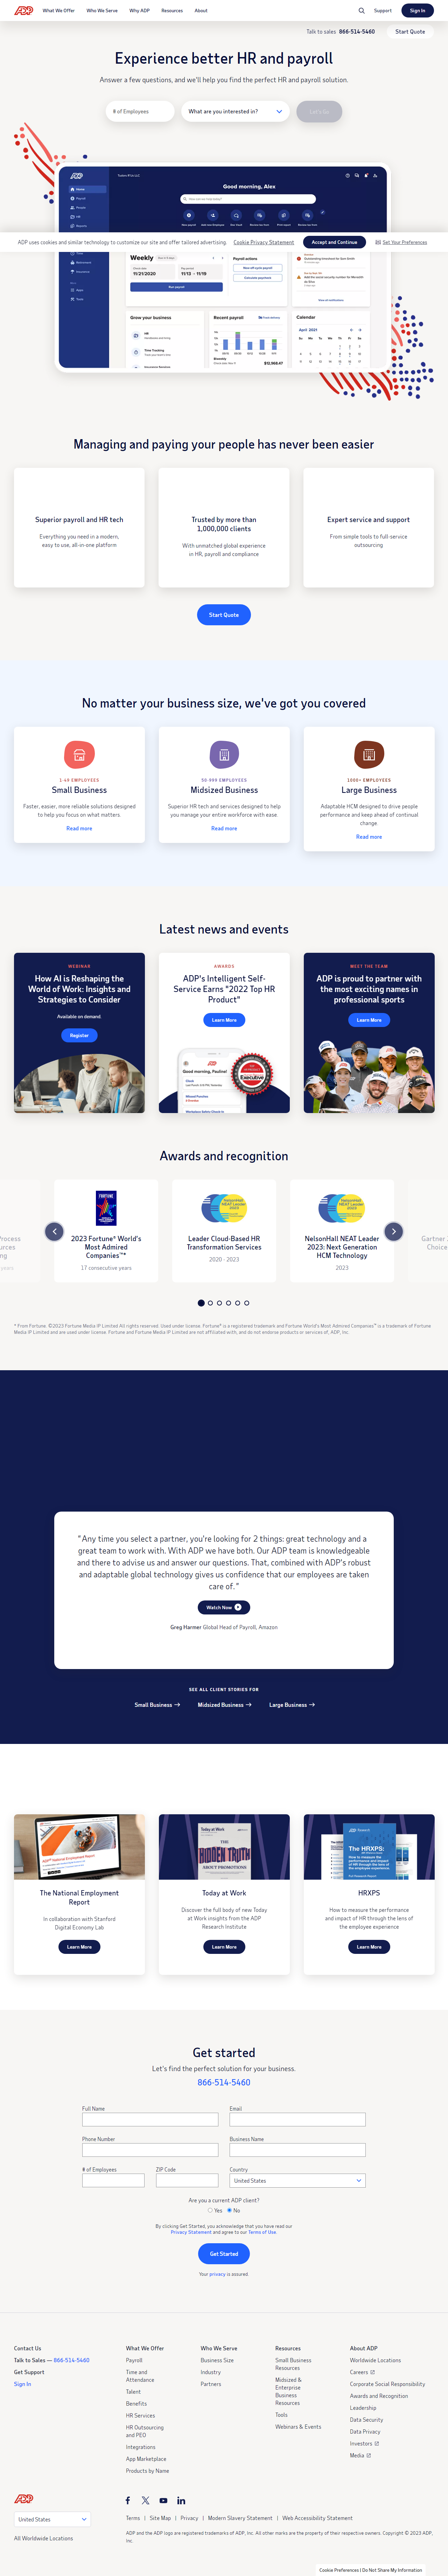 ADP
What We Offer
Who We Serve
Why ADP
Resources
About
Support
Sign In
Talk to sales 866-514-5460
Start Quote
Experience better HR and payroll
Answer a few questions, and we'll help you find the perfect HR and payroll solution.
# of Employees
What are you interested in?
Good morning, Alex
Home
Payroll
People
HR
Reports
Insurance
ADP uses cookies and similar technology to customize our site and offer tailored advertising. Cookie Privacy Statement
Accept and Continue
Set Your Preferences
Weekly
11/21/2020
11/13 - 11/19
Run payroll
Payroll actions
Grow your business
Recent payroll
Calendar
April 2021
$12,968.47
Managing and paying your people has never been easier
Superior payroll and HR tech
Everything you need in a modern,
easy to use, all-in-one platform
Trusted by more than
1,000,000 clients
With unmatched global experience
in HR, payroll and compliance
Expert service and support
From simple tools to full-service
outsourcing
Start Quote
No matter your business size, we've got you covered
1-49 EMPLOYEES
Small Business
Faster, easier, more reliable solutions designed
to help you focus on what matters.
Read more
50-999 EMPLOYEES
Midsized Business
Superior HR tech and services designed to help
you manage your entire workforce with ease.
Read more
1000+ EMPLOYEES
Large Business
Adaptable HCM designed to drive people
performance and keep ahead of continual
change.
Read more
Latest news and events
WEBINAR
How AI is Reshaping the
World of Work: Insights and
Strategies to Consider
Available on demand.
Register
AWARDS
ADP's Intelligent Self-
Service Earns "2022 Top HR
Product"
Learn More
Good morning,
Clock
Missed Punches
Executive
MEET THE TEAM
ADP is proud to partner with
the most exciting names in
professional sports
Learn More
Awards and recognition
Process
urces
ng
years
FORTUNE
2023 Fortune® World's
Most Admired
Companies™*
17 consecutive years
Leader Cloud-Based HR
Transformation Services
2020 - 2023
NelsonHall NEAT Leader
2023: Next Generation
HCM Technology
2023
Gartner
Choice
* From Fortune. ©2023 Fortune Media IP Limited All rights reserved. Used under license. Fortune® is a registered trademark and Fortune World's Most Admired Companies™ is a trademark of Fortune
Media IP Limited and are used under license. Fortune and Fortune Media IP Limited are not affiliated with, and do not endorse products or services of, ADP, Inc.
"Any time you select a partner, you're looking for 2 things: great technology and a
great team to work with. With ADP we have both. Our ADP team is knowledgeable
and there to advise us and answer our questions. That, combined with ADP's robust
and adaptable global technology gives us confidence that our employees are taken
care of."
Watch Now
Greg Harmer Global Head of Payroll, Amazon
SEE ALL CLIENT STORIES FOR
Small Business
Midsized Business
Large Business
The National Employment
Report
In collaboration with Stanford
Digital Economy Lab
Learn More
Today at Work
THE
HIDDEN
TRUTH
ABOUT PROMOTIONS
Today at Work
Discover the full body of new Today
at Work insights from the ADP
Research Institute
Learn More
The HRXPS:
HRXPS
How to measure the performance
and impact of HR through the lens of
the employee experience
Learn More
Get started
Let's find the perfect solution for your business.
866-514-5460
Full Name
Email
Phone Number
Business Name
# of Employees
ZIP Code
Country
United States
Are you a current ADP client?
Yes
No
By clicking Get Started, you acknowledge that you have read our
Privacy Statement and agree to our Terms of Use.
Get Started
Your privacy is assured.
Contact Us
Talk to Sales — 866-514-5460
Get Support
Sign In
What We Offer
Payroll
Time and
Attendance
Talent
Benefits
HR Services
HR Outsourcing
and PEO
Integrations
App Marketplace
Products by Name
Who We Serve
Business Size
Industry
Partners
Resources
Small Business
Resources
Midsized &
Enterprise
Business
Resources
Tools
Webinars & Events
About ADP
Worldwide Locations
Careers
Corporate Social Responsibility
Awards and Recognition
Leadership
Data Security
Data Privacy
Investors
Media
ADP
United States
All Worldwide Locations
Terms | Site Map | Privacy | Modern Slavery Statement | Web Accessibility Statement
ADP and the ADP logo are registered trademarks of ADP, Inc. All other marks are the property of their respective owners. Copyright © 2023 ADP,
Inc.
Cookie Preferences | Do Not Share My Information